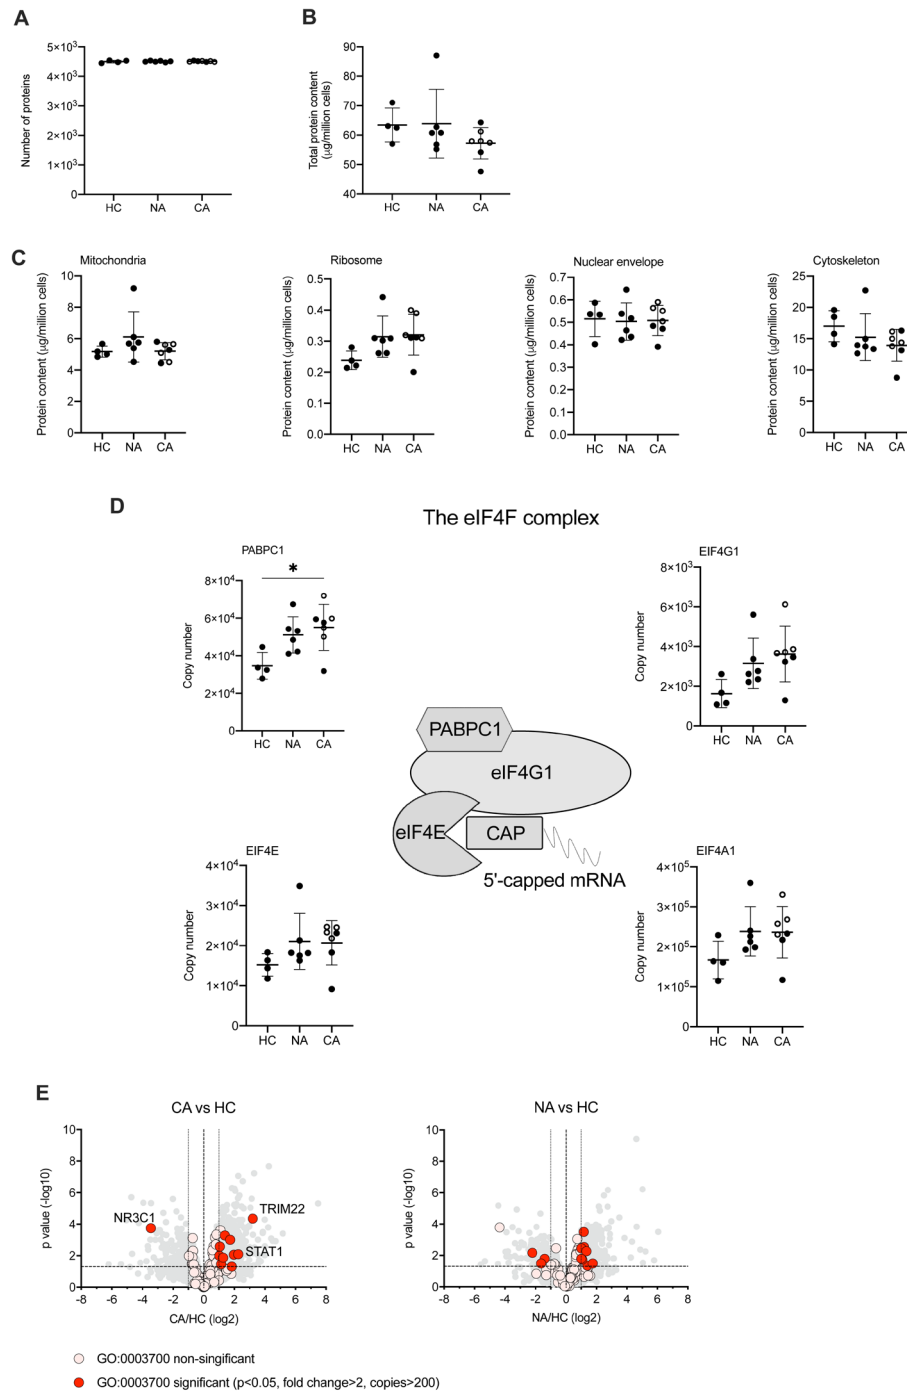 A
Number of proteins
5×10³
4×10³
3×10³
2×10³
1×10³
0
HC NA CA
B
Total protein content
(µg/million cells)
90
80
70
60
50
40
HC NA CA
C
Mitochondria
Protein content (µg/million cells)
10
8
6
4
2
0
HC NA CA
Ribosome
Protein content (µg/million cells)
0.5
0.4
0.3
0.2
0.1
0.0
HC NA CA
Nuclear envelope
Protein content (µg/million cells)
0.7
0.6
0.5
0.4
0.3
0.2
0.1
0.0
HC NA CA
Cytoskeleton
Protein content (µg/million cells)
25
20
15
10
5
0
HC NA CA
D
The eIF4F complex
PABPC1
Copy number
8×10⁴
6×10⁴
4×10⁴
2×10⁴
0
*
HC NA CA
EIF4G1
Copy number
8×10³
6×10³
4×10³
2×10³
0
HC NA CA
PABPC1
eIF4G1
eIF4E
CAP
5'-capped mRNA
EIF4E
Copy number
4×10⁴
3×10⁴
2×10⁴
1×10⁴
0
HC NA CA
EIF4A1
Copy number
4×10⁵
3×10⁵
2×10⁵
1×10⁵
0
HC NA CA
E
CA vs HC
p value (-log10)
10
8
6
4
2
0
NR3C1
TRIM22
STAT1
-8 -6 -4 -2 0 2 4 6 8
CA/HC (log2)
NA vs HC
p value (-log10)
10
8
6
4
2
0
-8 -6 -4 -2 0 2 4 6 8
NA/HC (log2)
GO:0003700 non-singificant
GO:0003700 significant (p<0.05, fold change>2, copies>200)